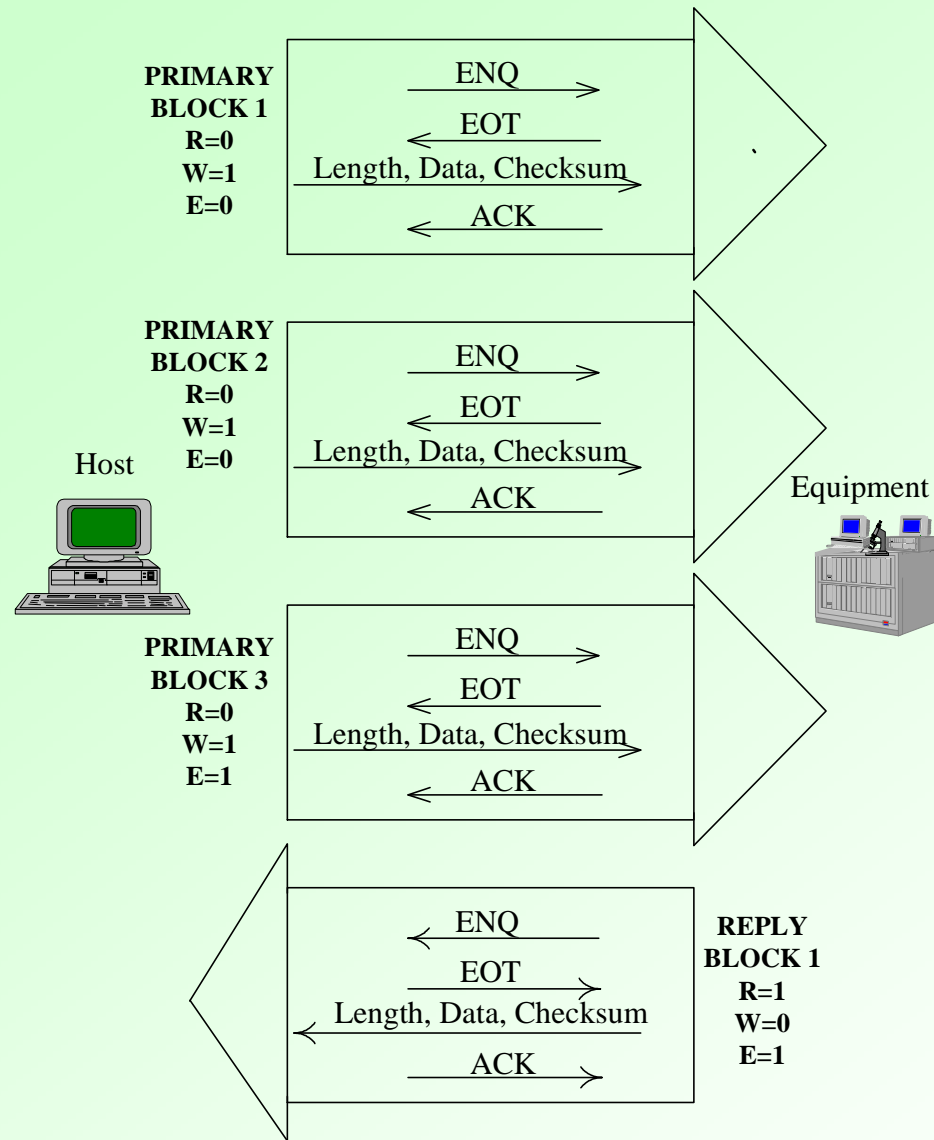 PRIMARY
BLOCK 1
R=0
W=1
E=0
ENQ
EOT
Length, Data, Checksum
ACK
PRIMARY
BLOCK 2
R=0
W=1
E=0
ENQ
EOT
Length, Data, Checksum
ACK
Host
Equipment
PRIMARY
BLOCK 3
R=0
W=1
E=1
ENQ
EOT
Length, Data, Checksum
ACK
ENQ
EOT
Length, Data, Checksum
ACK
REPLY
BLOCK 1
R=1
W=0
E=1